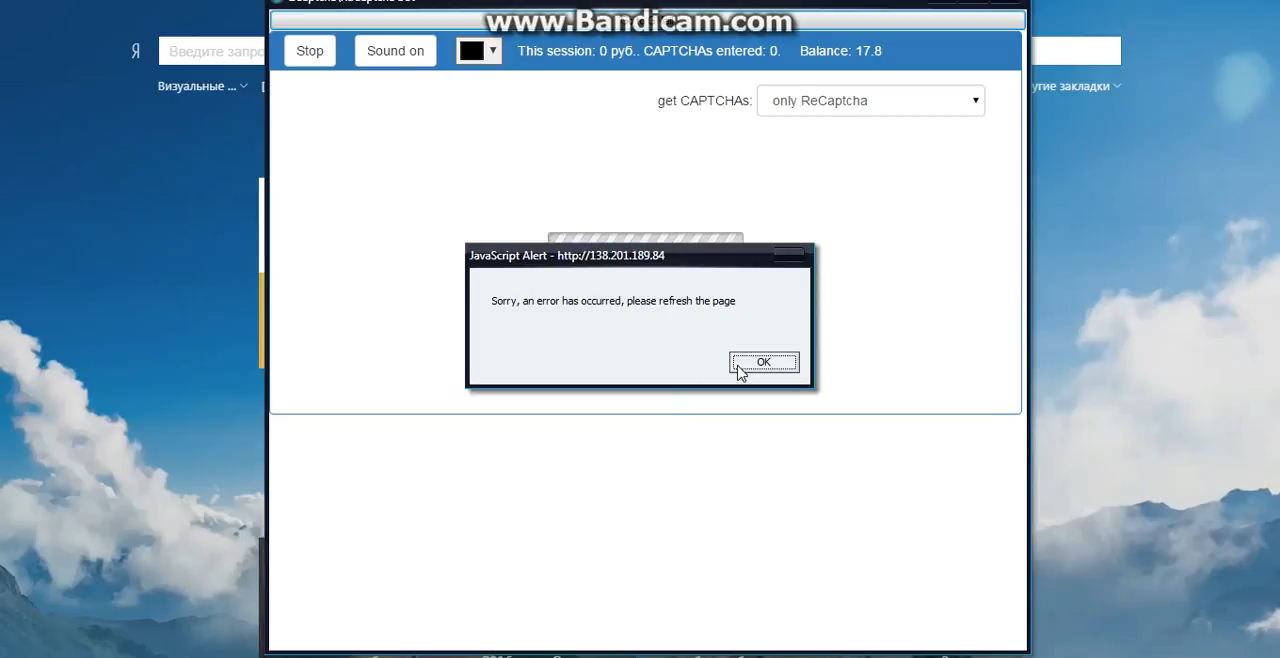 www.Bandicam.com
Я
Введите запро
Stop
Sound on
This session: 0 руб.. CAPTCHAs entered: 0.
Balance: 17.8
Визуальные ...
угие закладки
get CAPTCHAs:
only ReCaptcha
JavaScript Alert - http://138.201.189.84
Sorry, an error has occurred, please refresh the page
OK